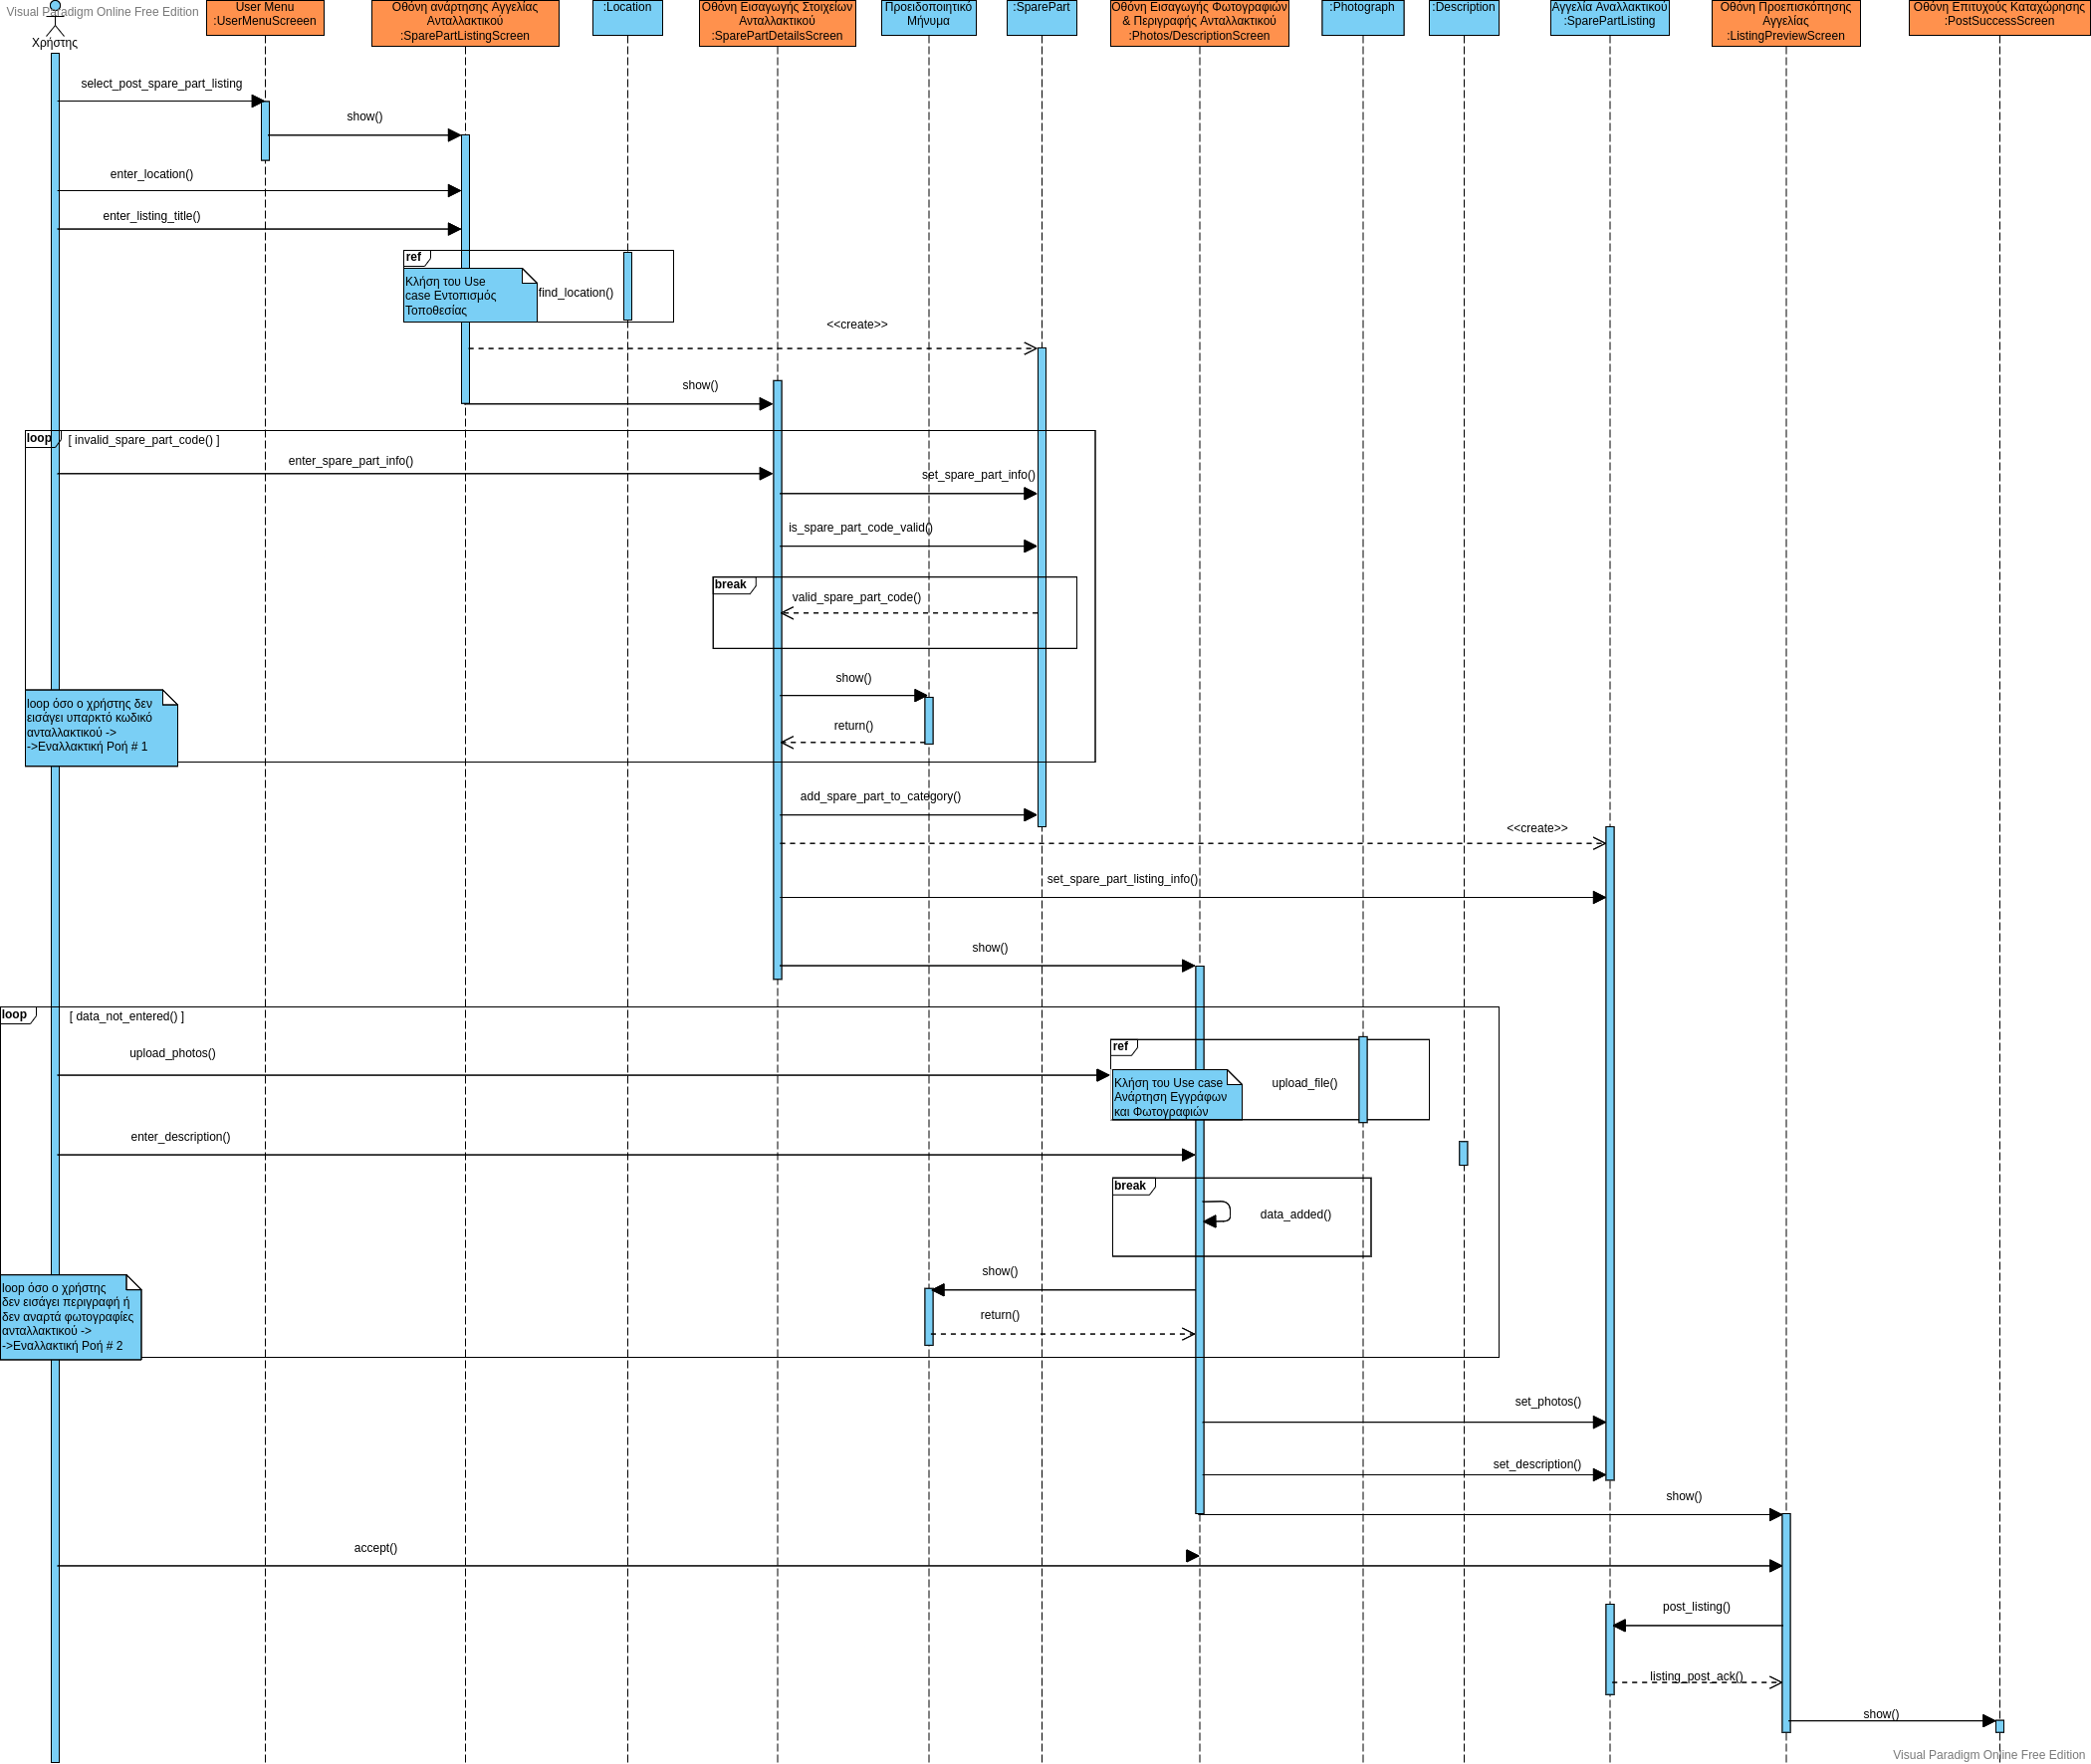 Visual Paradigm Online Free Edition
Χρήστης
User Menu
:UserMenuScreeen
Οθόνη ανάρτησης Αγγελίας
Ανταλλακτικού
:SparePartListingScreen
:Location
Οθόνη Εισαγωγής Στοιχείων
Ανταλλακτικού
:SparePartDetailsScreen
Προειδοποιητικό
Μήνυμα
:SparePart
Οθόνη Εισαγωγής Φωτογραφιών
& Περιγραφής Ανταλλακτικού
:Photos/DescriptionScreen
:Photograph
:Description
Αγγελία Αναλλακτικού
:SparePartListing
Οθόνη Προεπισκόπησης
Αγγελίας
:ListingPreviewScreen
Οθόνη Επιτυχούς Καταχώρησης
:PostSuccessScreen
select_post_spare_part_listing
show()
enter_location()
enter_listing_title()
ref
Κλήση του Use
case Εντοπισμός
Τοποθεσίας
find_location()
<<create>>
show()
loop
[ invalid_spare_part_code() ]
enter_spare_part_info()
set_spare_part_info()
is_spare_part_code_valid()
break
valid_spare_part_code()
show()
return()
loop όσο ο χρήστης δεν
εισάγει υπαρκτό κωδικό
ανταλλακτικού ->
->Εναλλακτική Ροή # 1
add_spare_part_to_category()
<<create>>
set_spare_part_listing_info()
show()
loop
[ data_not_entered() ]
upload_photos()
ref
Κλήση του Use case
Ανάρτηση Εγγράφων
και Φωτογραφιών
upload_file()
enter_description()
break
data_added()
show()
return()
loop όσο ο χρήστης
δεν εισάγει περιγραφή ή
δεν αναρτά φωτογραφίες
ανταλλακτικού ->
->Εναλλακτική Ροή # 2
set_photos()
set_description()
show()
accept()
post_listing()
listing_post_ack()
show()
Visual Paradigm Online Free Edition